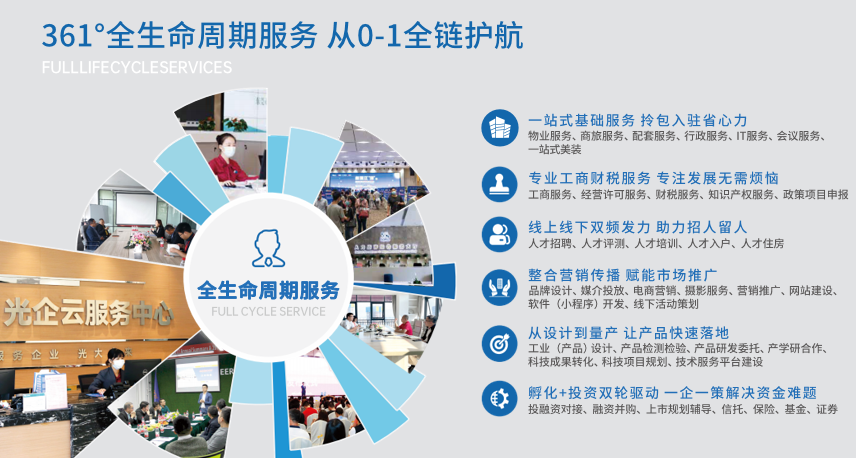 361°全生命周期服务 从0-1全链护航
FULLLIFECYCLESERVICES
一站式基础服务 拎包入驻省心力
物业服务、商旅服务、配套服务、行政服务、IT服务、会议服务、
一站式美装
专业工商财税服务 专注发展无需烦恼
工商服务、经营许可服务、财税服务、知识产权服务、政策项目申报
线上线下双频发力 助力招人留人
人才招聘、人才评测、人才培训、人才入户、人才住房
整合营销传播 赋能市场推广
品牌设计、媒介投放、电商营销、摄影服务、营销推广、网站建设、
软件（小程序）开发、线下活动策划
从设计到量产 让产品快速落地
工业（产品）设计、产品检测检验、产品研发委托、产学研合作、
科技成果转化、科技项目规划、技术服务平台建设
孵化+投资双轮驱动 一企一策解决资金难题
投融资对接、融资并购、上市规划辅导、信托、保险、基金、证券
全生命周期服务
FULL CYCLE SERVICE
光企云服务中心
服务企业 光大